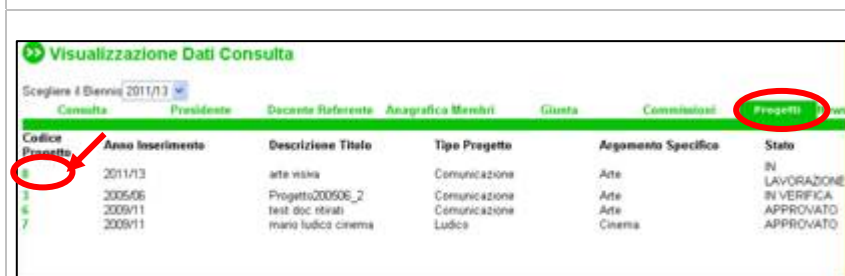 Visualizzazione Dati Consulta
Scegliere il Biennio 2011/13
Consulta Presidente Docente Referente Anagrafica Membri Giunta Commissioni Progetti
Codice Progetto Anno Inserimento Descrizione Titolo Tipo Progetto Argomento Specifico Stato
8 2011/13 arte visiva Comunicazione Arte IN LAVORAZIONE
3 2005/06 Progetto200506_2 Comunicazione Arte IN VERIFICA
6 2009/11 test doc ritirati Comunicazione Arte APPROVATO
7 2009/11 mario ludico cinema Ludico Cinema APPROVATO